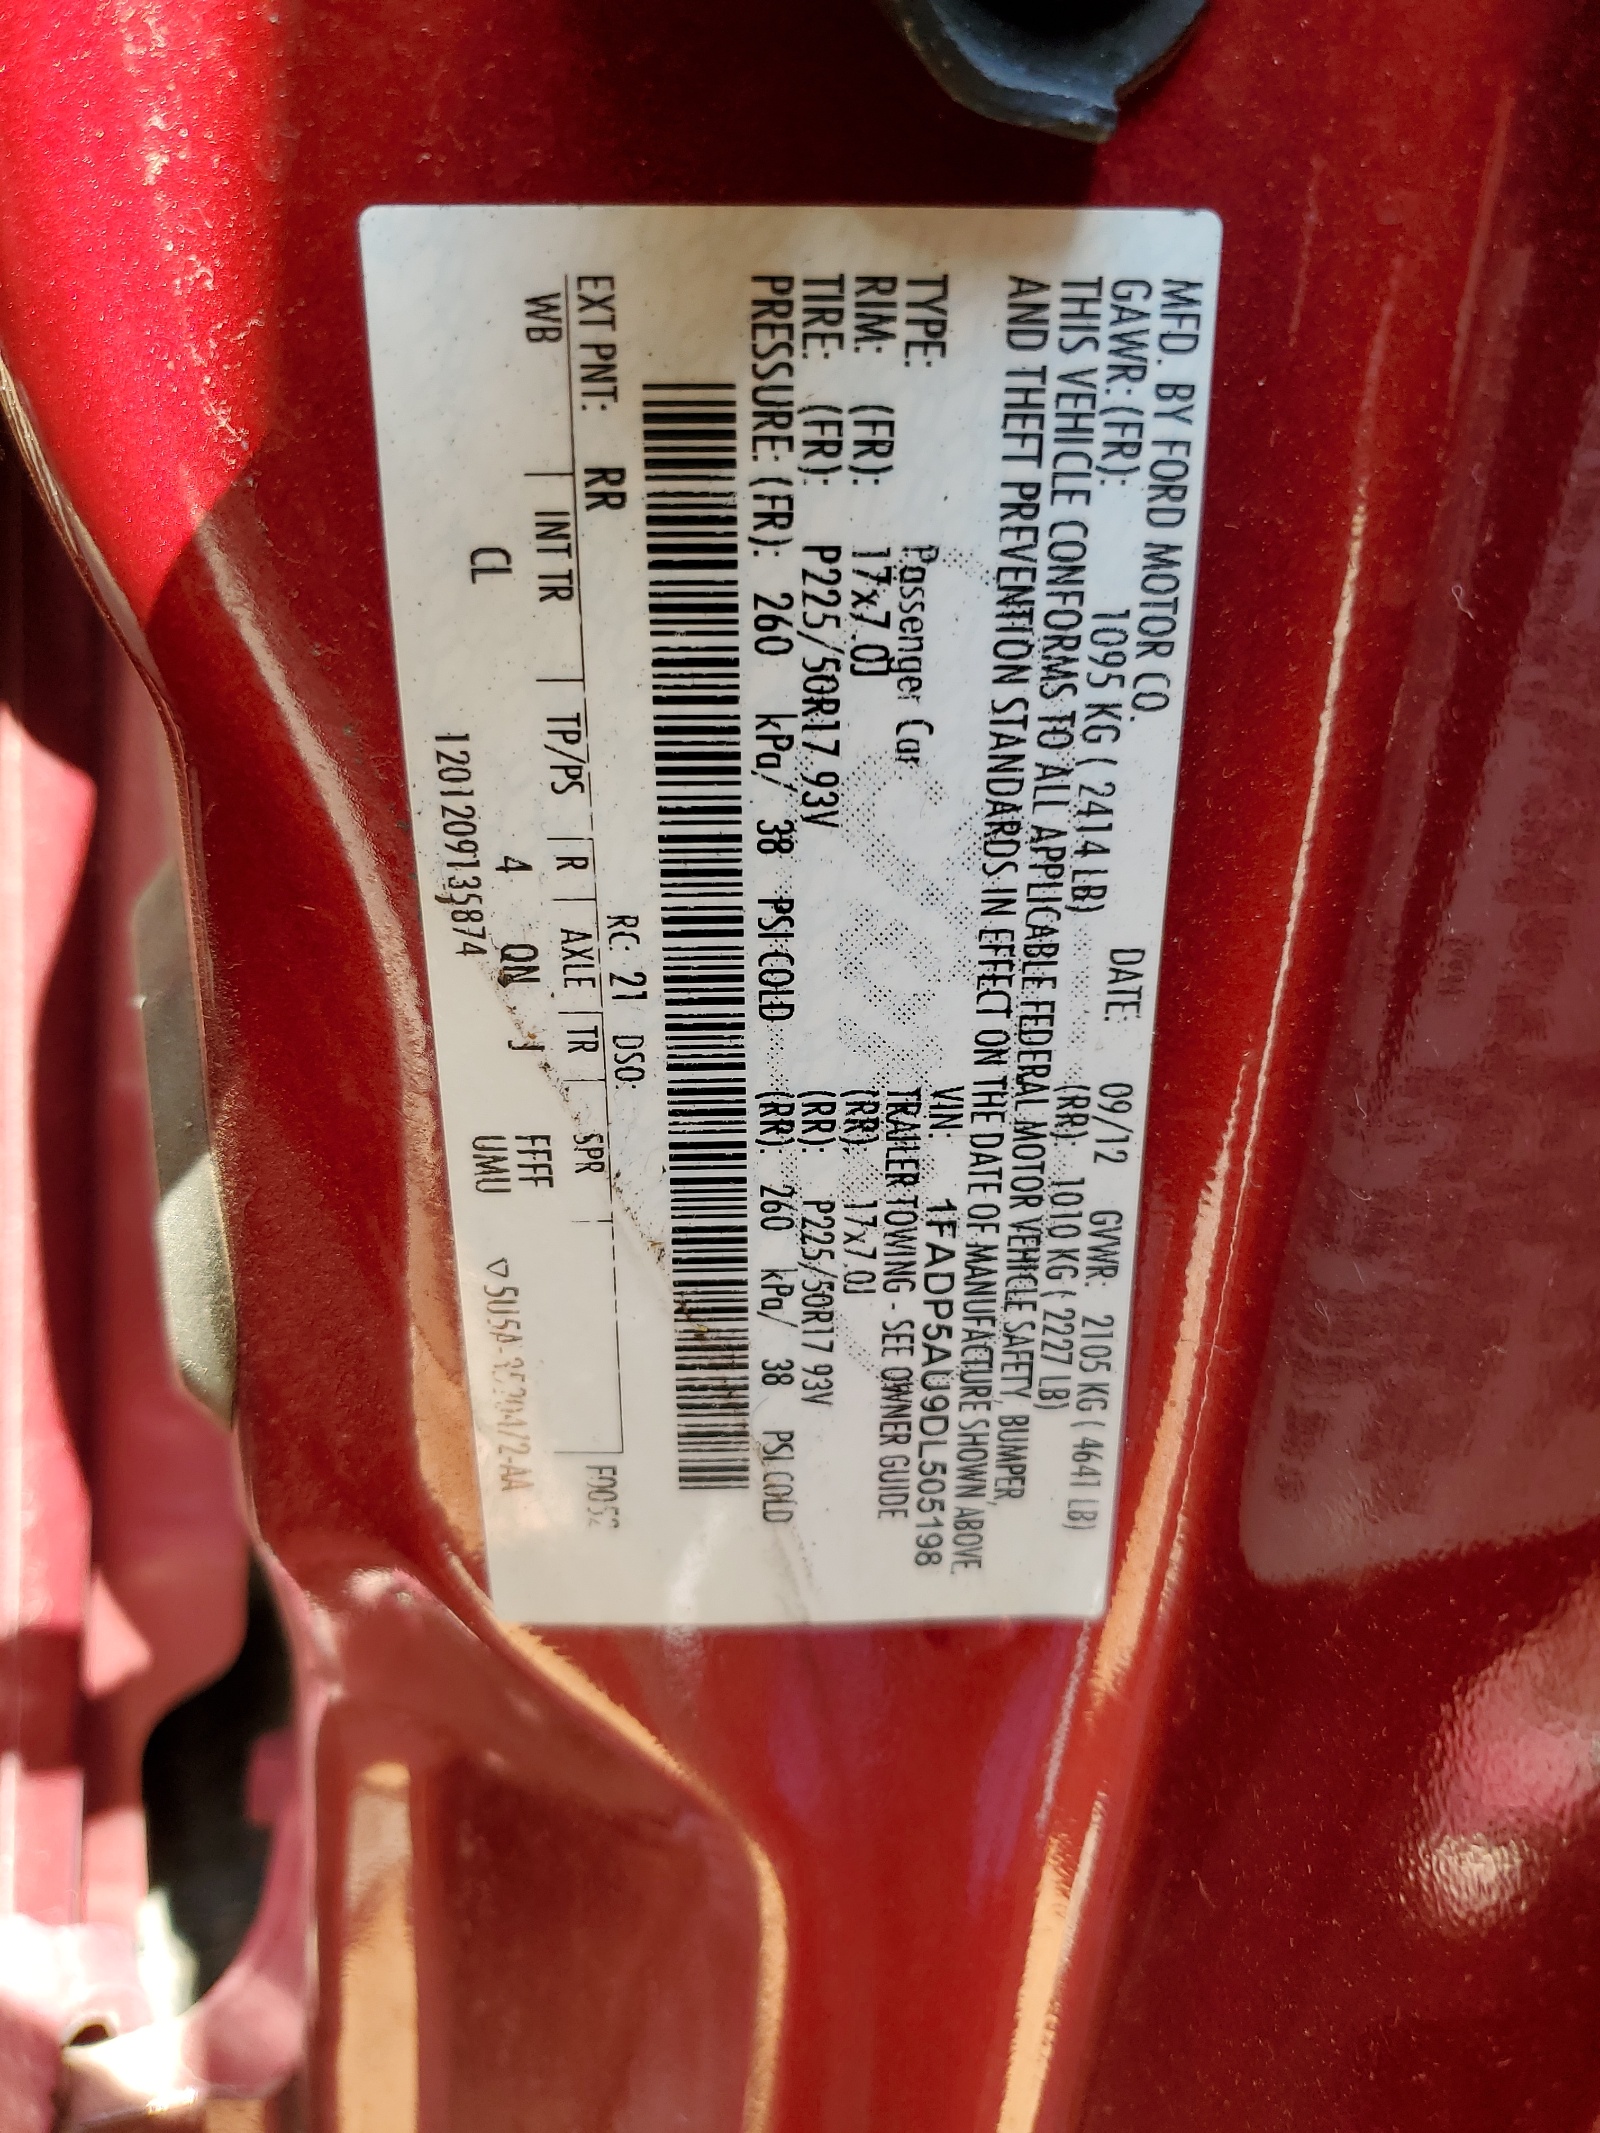 MFD. BY FORD MOTOR CO.
DATE: 09/12 GVWR: 2105 KG ( 4641 LB)
GAWR: (FR): 1095 KG ( 2414 LB) (RR): 1010 KG ( 2227 LB)
THIS VEHICLE CONFORMS TO ALL APPLICABLE FEDERAL MOTOR VEHICLE SAFETY, BUMPER,
AND THEFT PREVENTION STANDARDS IN EFFECT ON THE DATE OF MANUFACTURE SHOWN ABOVE.
VIN: 1FADP5AU9DL505198
TYPE: Passenger Car TRAILER TOWING - SEE OWNER GUIDE
RIM: (FR): 17x7.0J (RR): 17x7.0J
TIRE: (FR): P225/50R17 93V (RR): P225/50R17 93V
PRESSURE: (FR): 260 kPa/ 38 PSI COLD (RR): 260 kPa/ 38 PSI COLD
EXT PNT: RR RC: 21 DSO:
WB INT TR TP/PS R AXLE TR SPR
CL 4 QN J FFFF
UMU
1201209135874